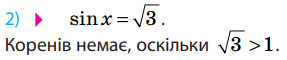 2) ▶ sin x = √3.
Коренів немає, оскільки √3 >1.